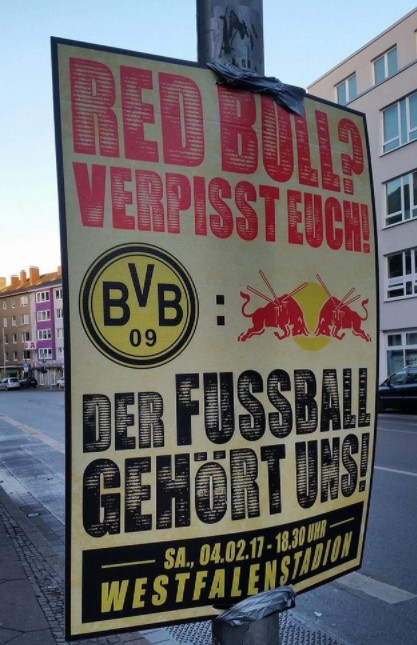 RED BULL?
VERPISST EUCH!
BVB
09
:
DER FUSSBALL
GEHÖRT UNS!
SA., 04.02.17 - 18.30 UHR
WESTFALENSTADION